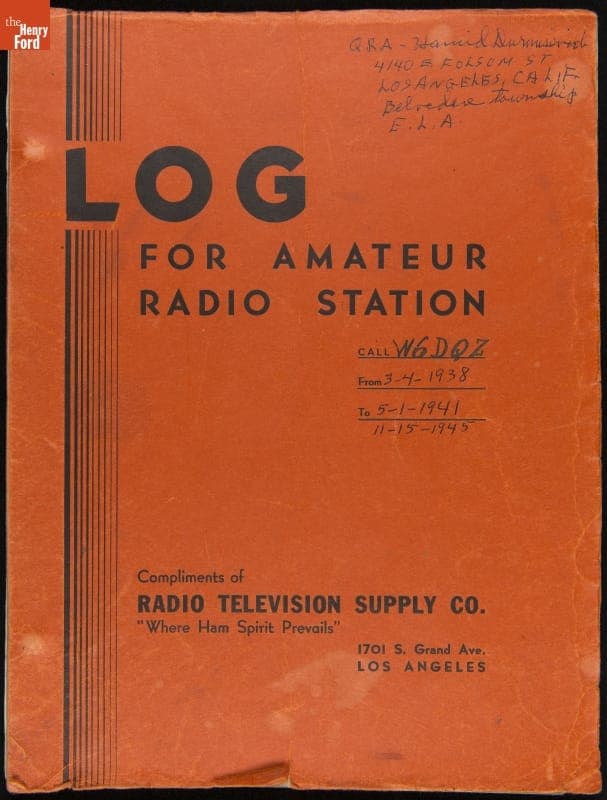 the
Henry
Ford
QRA - Hamid
4140 E FOLSOM ST
LOS ANGELES, CALIF.
Belvedere township
E.L.A.
LOG
FOR AMATEUR
RADIO STATION
CALL W6DQZ
From 3-4-1938
To 5-1-1941
11-15-1945
Compliments of
RADIO TELEVISION SUPPLY CO.
"Where Ham Spirit Prevails"
1701 S. Grand Ave.
LOS ANGELES